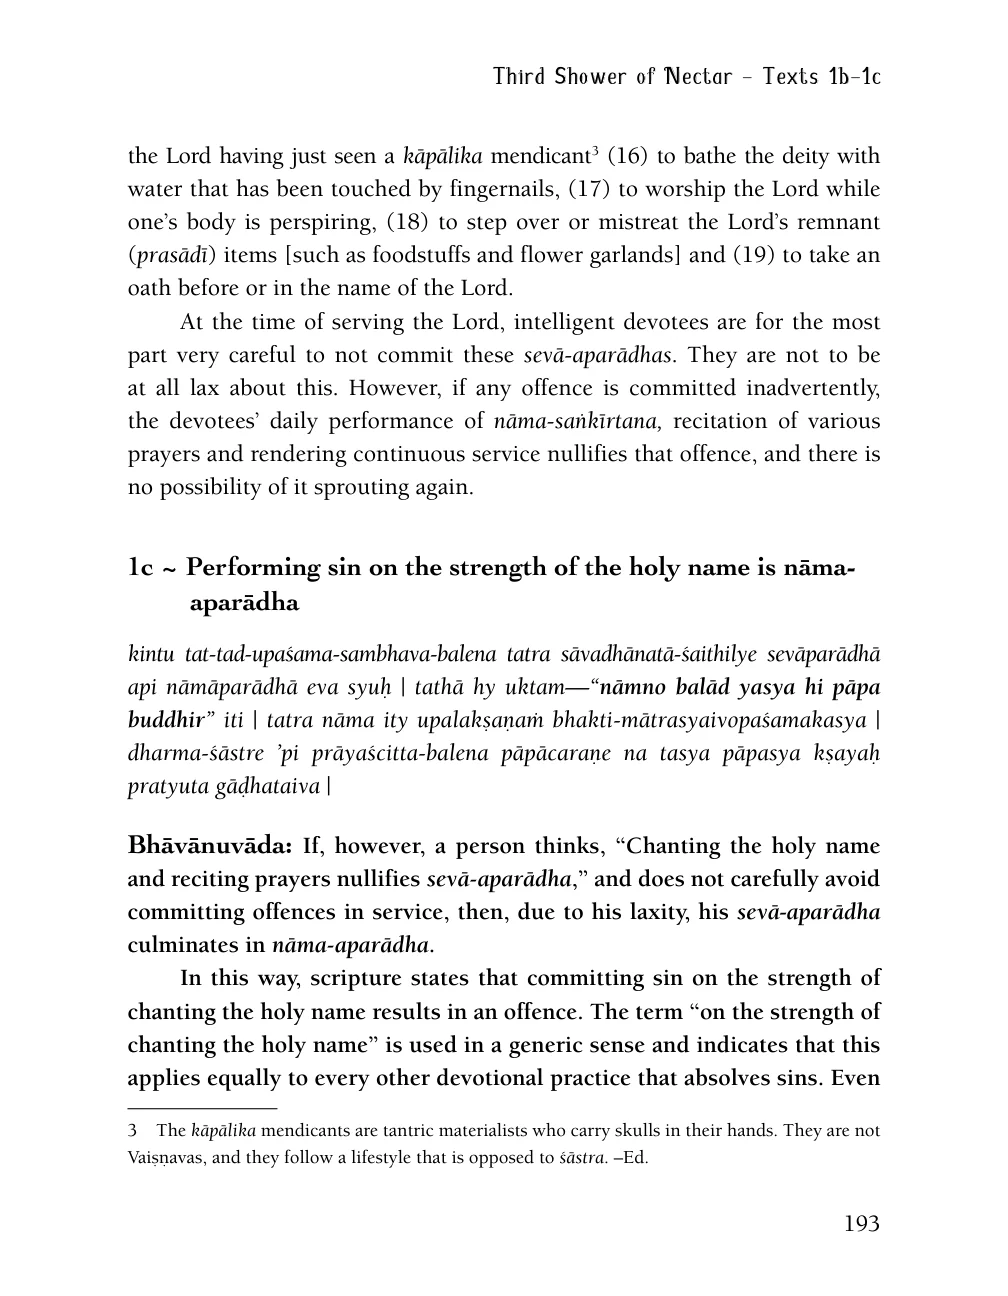 Third Shower of Nectar – Texts 1b–1c
the Lord having just seen a kāpālika mendicant3 (16) to bathe the deity with
water that has been touched by fingernails, (17) to worship the Lord while
one’s body is perspiring, (18) to step over or mistreat the Lord’s remnant
(prasādī) items [such as foodstuffs and flower garlands] and (19) to take an
oath before or in the name of the Lord.
At the time of serving the Lord, intelligent devotees are for the most
part very careful to not commit these sevā-aparādhas. They are not to be
at all lax about this. However, if any offence is committed inadvertently,
the devotees’ daily performance of nāma-saṅkīrtana, recitation of various
prayers and rendering continuous service nullifies that offence, and there is
no possibility of it sprouting again.
1c ~ Performing sin on the strength of the holy name is nāma-
aparādha
kintu tat-tad-upaśama-sambhava-balena tatra sāvadhānatā-śaithilye sevāparādhā
api nāmāparādhā eva syuḥ | tathā hy uktam—“nāmno balād yasya hi pāpa
buddhir” iti | tatra nāma ity upalakṣaṇaṁ bhakti-mātrasyaivopaśamakasya |
dharma-śāstre ’pi prāyaścitta-balena pāpācaraṇe na tasya pāpasya kṣayaḥ
pratyuta gāḍhataiva |
Bhāvānuvāda: If, however, a person thinks, “Chanting the holy name
and reciting prayers nullifies sevā-aparādha,” and does not carefully avoid
committing offences in service, then, due to his laxity, his sevā-aparādha
culminates in nāma-aparādha.
In this way, scripture states that committing sin on the strength of
chanting the holy name results in an offence. The term “on the strength of
chanting the holy name” is used in a generic sense and indicates that this
applies equally to every other devotional practice that absolves sins. Even
3 The kāpālika mendicants are tantric materialists who carry skulls in their hands. They are not
Vaiṣṇavas, and they follow a lifestyle that is opposed to śāstra. –Ed.
193